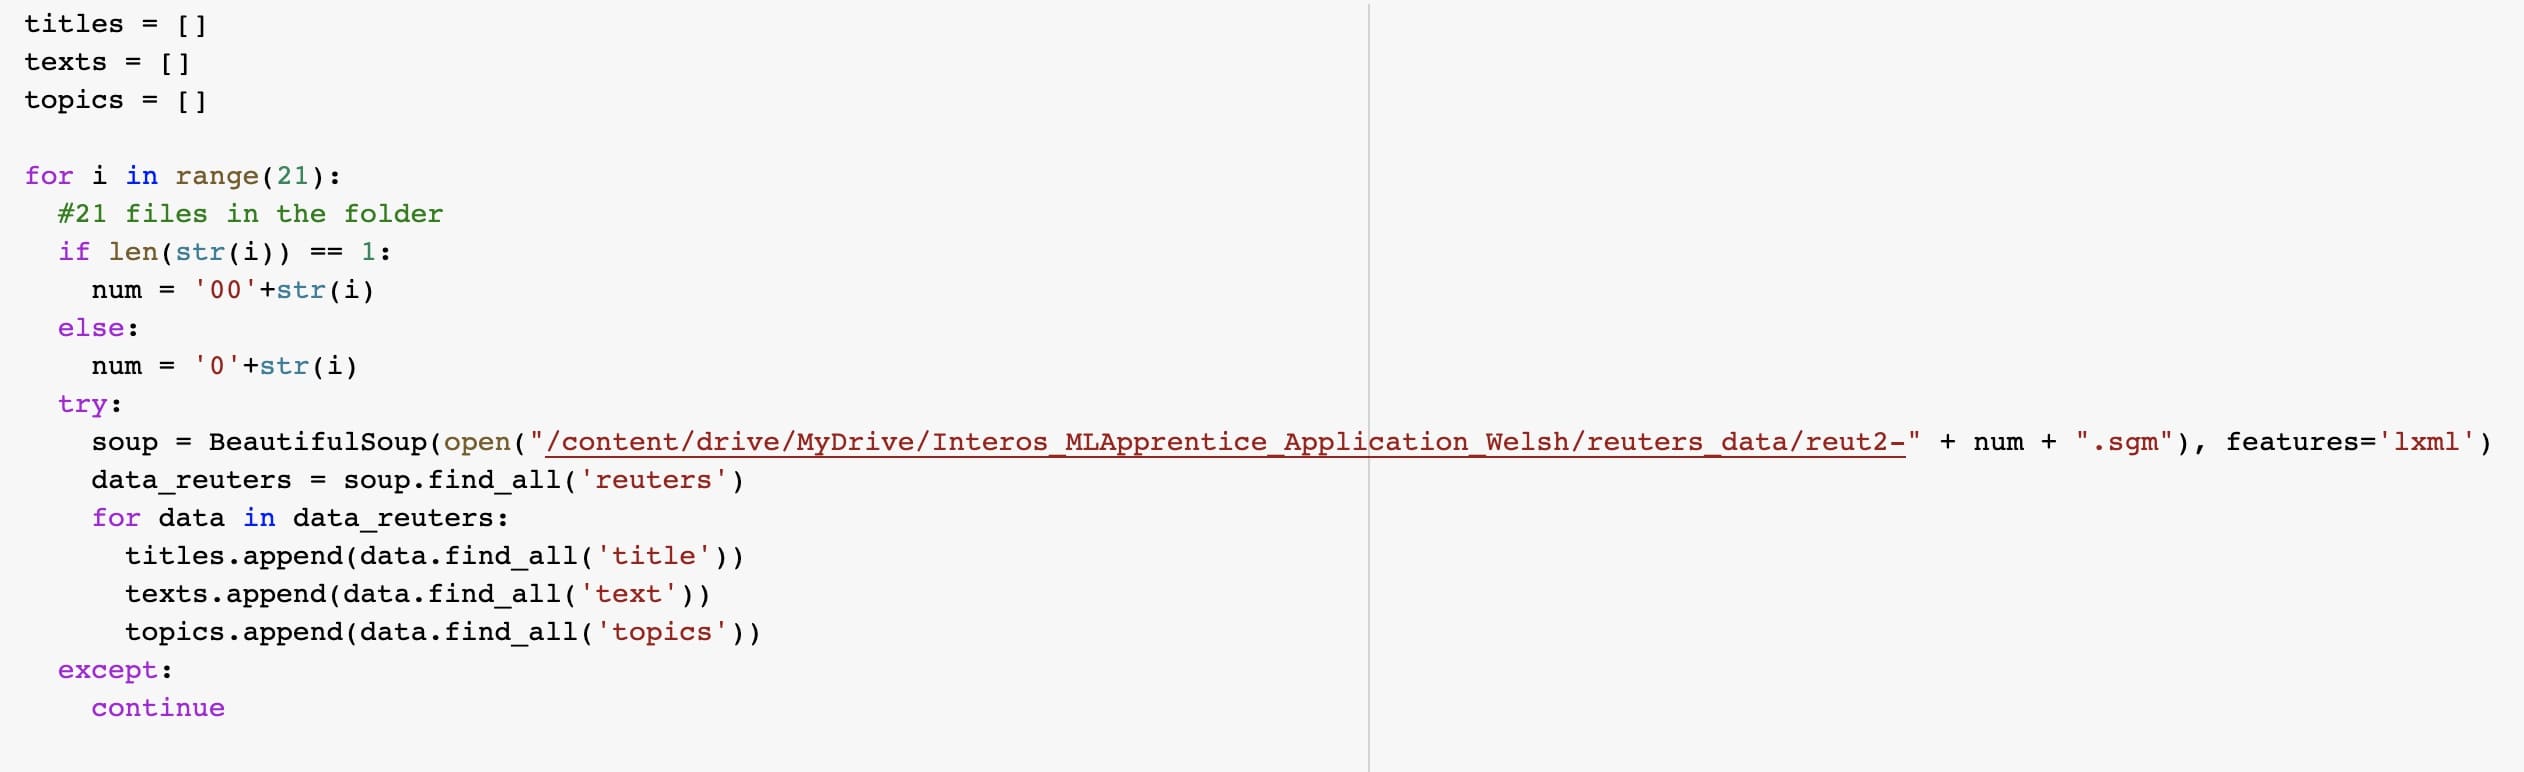 titles = []
texts = []
topics = []

for i in range(21):
  #21 files in the folder
  if len(str(i)) == 1:
    num = '00'+str(i)
  else:
    num = '0'+str(i)
  try:
    soup = BeautifulSoup(open("/content/drive/MyDrive/Interos_MLApprentice_Application_Welsh/reuters_data/reut2-" + num + ".sgm"), features='lxml')
    data_reuters = soup.find_all('reuters')
    for data in data_reuters:
      titles.append(data.find_all('title'))
      texts.append(data.find_all('text'))
      topics.append(data.find_all('topics'))
  except:
    continue